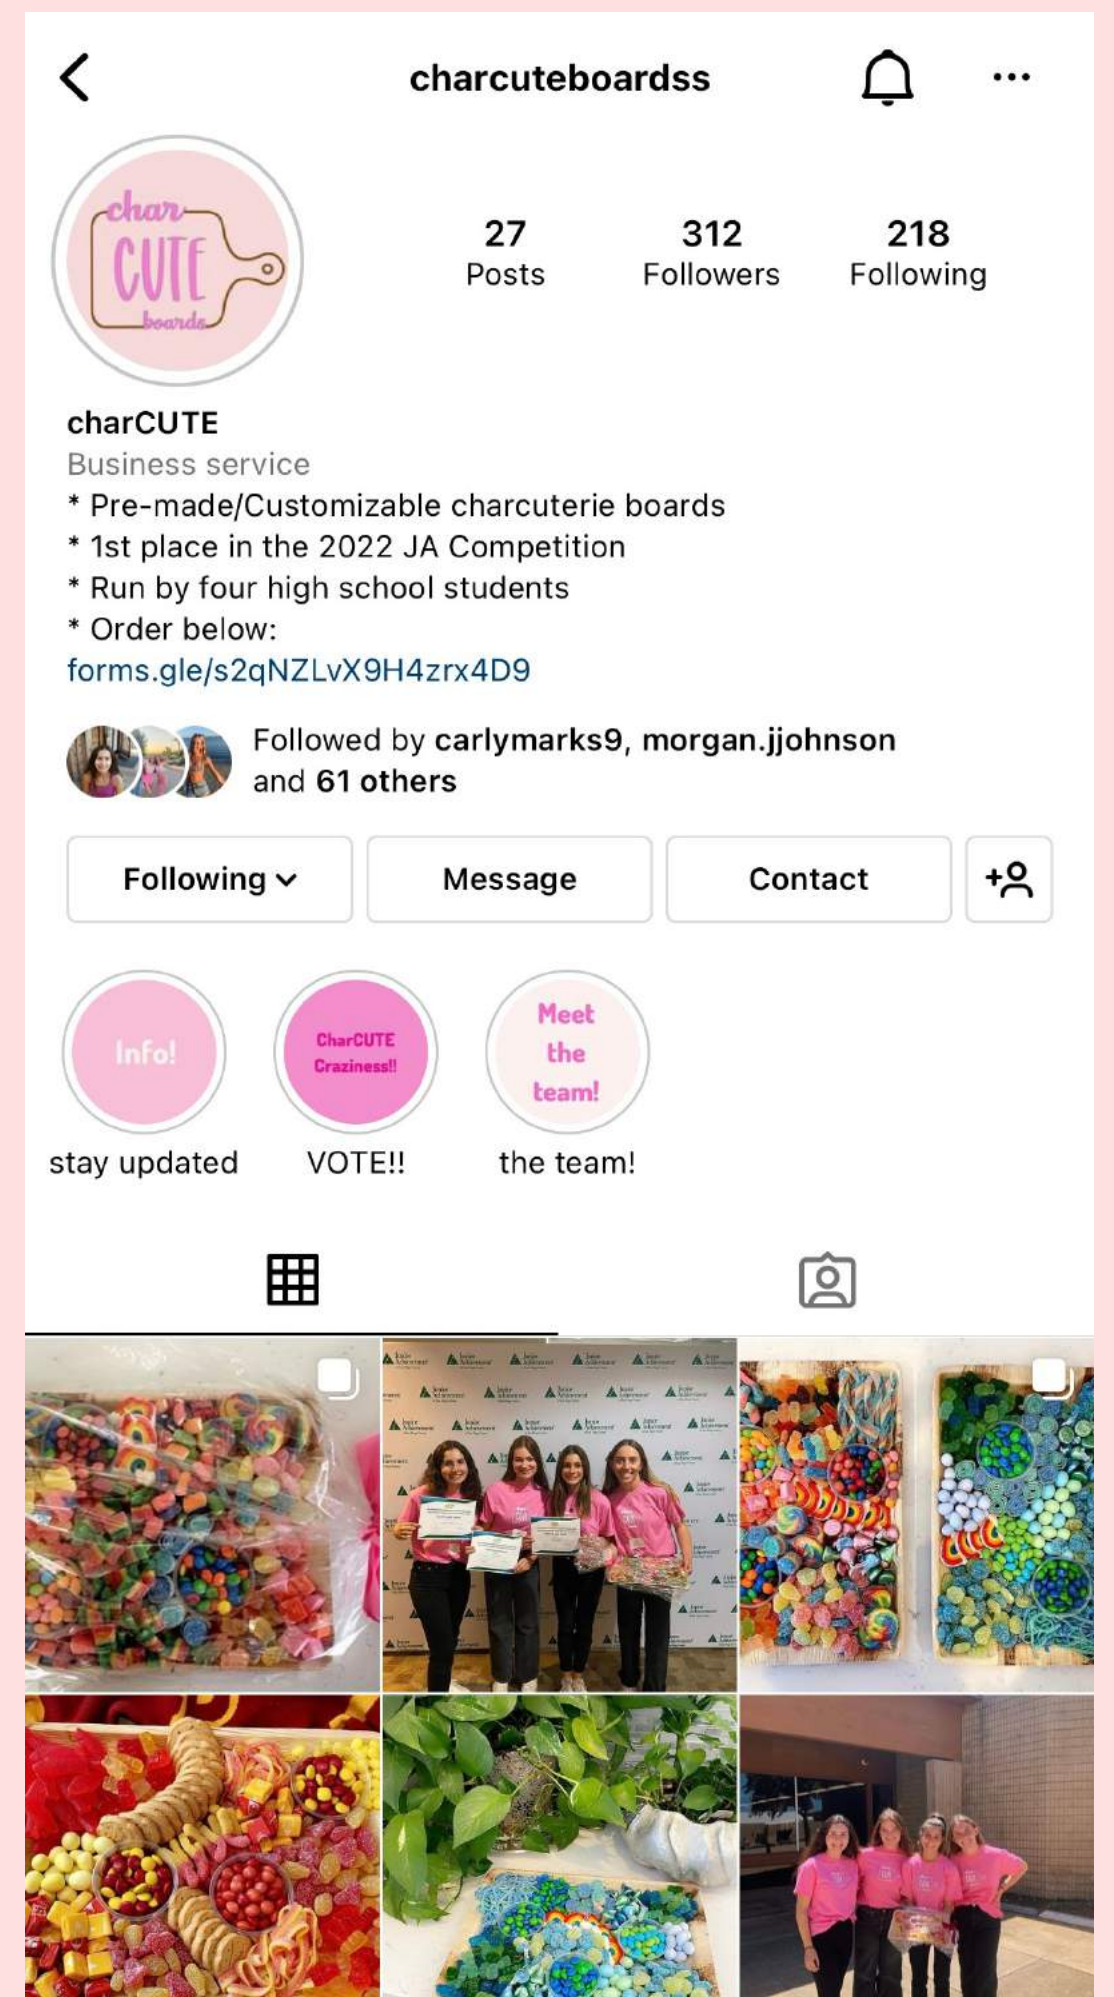 charcuteboardss
char
CUTE
boards
27
312
218
Posts
Followers
Following
charCUTE
Business service
* Pre-made/Customizable charcuterie boards
* 1st place in the 2022 JA Competition
* Run by four high school students
* Order below:
forms.gle/s2qNZLvX9H4zrx4D9
Followed by carlymarks9, morgan.jjohnson
and 61 others
Following
Message
Contact
Info!
CharCUTE
Craziness!!
Meet
the
team!
stay updated
VOTE!!
the team!
Junior
Achievement